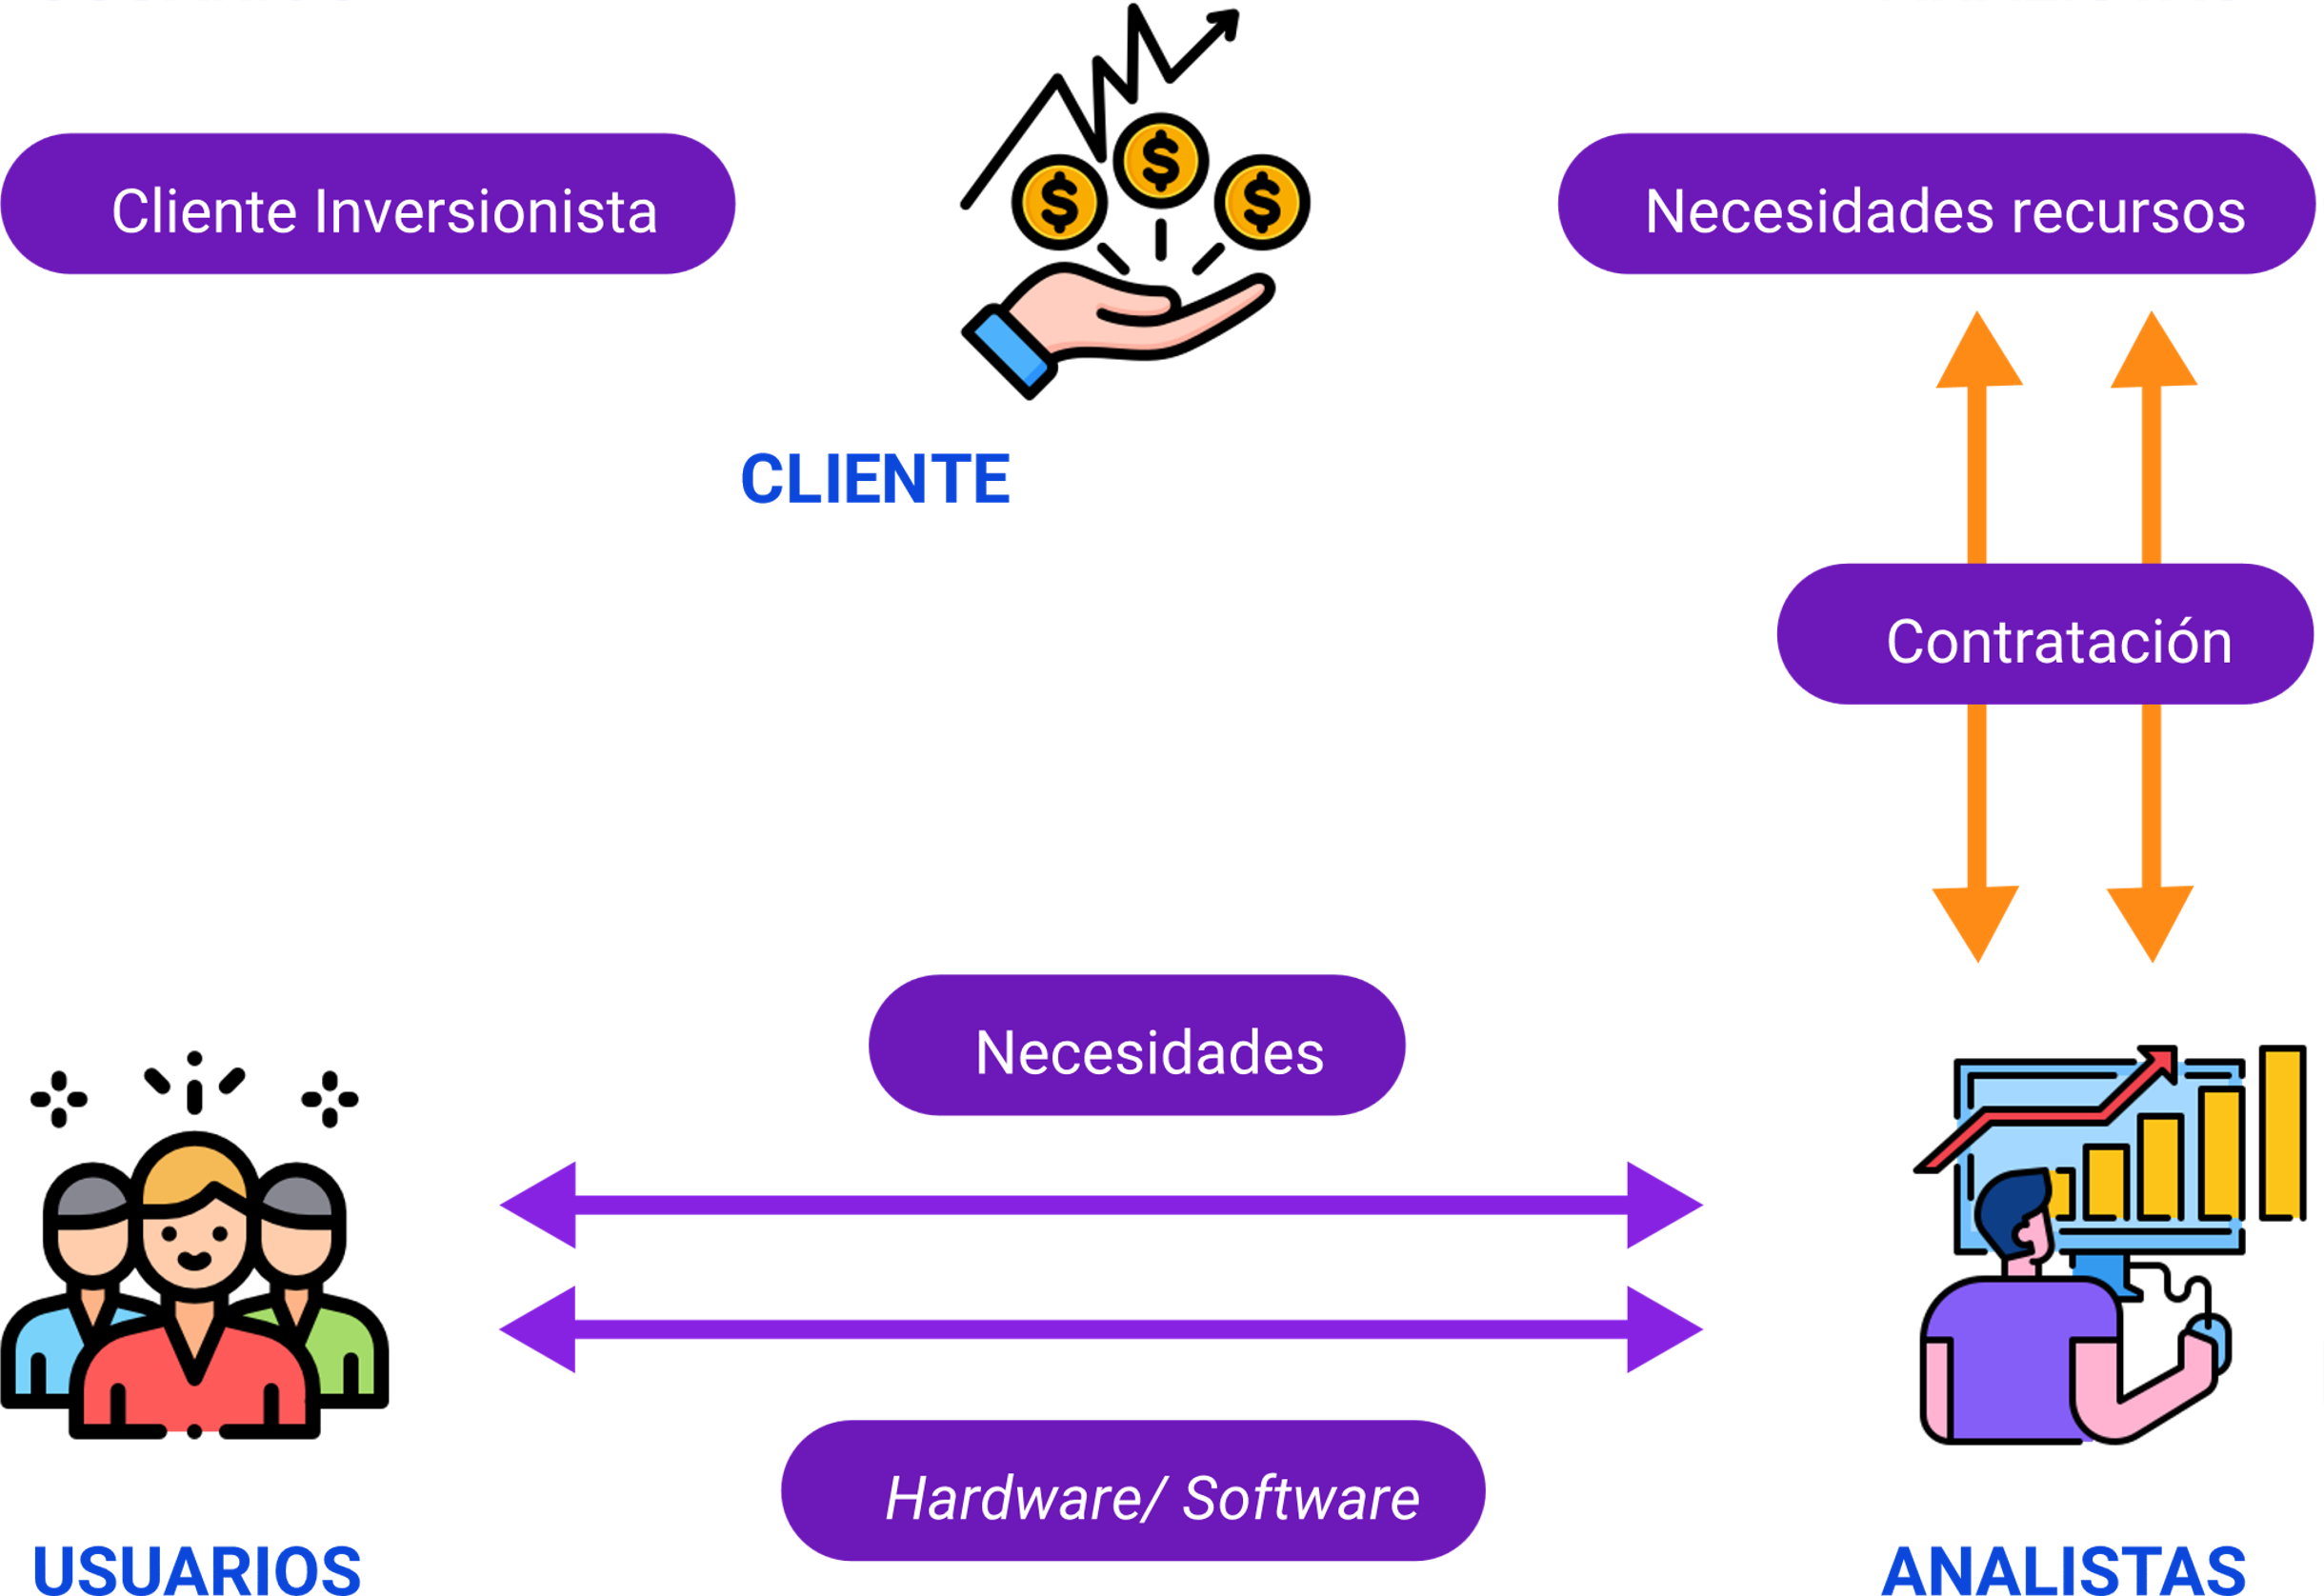 Cliente Inversionista
Necesidades recursos
CLIENTE
Contratación
Necesidades
Hardware/ Software
USUARIOS
ANALISTAS